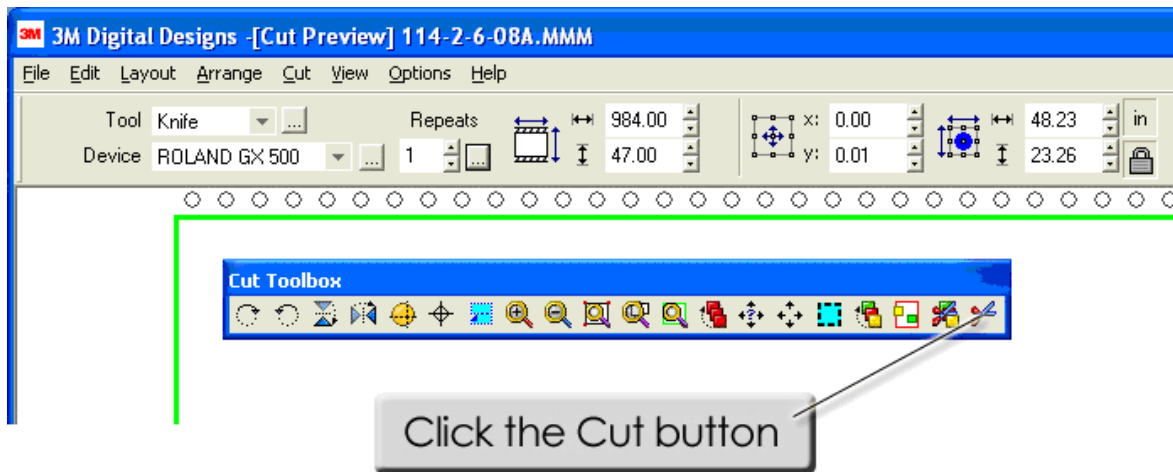 3M 3M Digital Designs -[Cut Preview] 114-2-6-08A.MMM
File Edit Layout Arrange Cut View Options Help
Tool Knife ... Repeats 984.00 x: 0.00 48.23 in
Device ROLAND GX 500 ... 1 ... 47.00 y: 0.01 23.26
Cut Toolbox
Click the Cut button